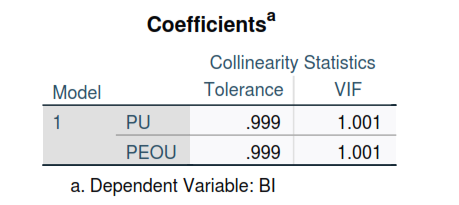 Coefficientsᵃ
Collinearity Statistics
Model Tolerance VIF
1 PU .999 1.001
PEOU .999 1.001
a. Dependent Variable: BI